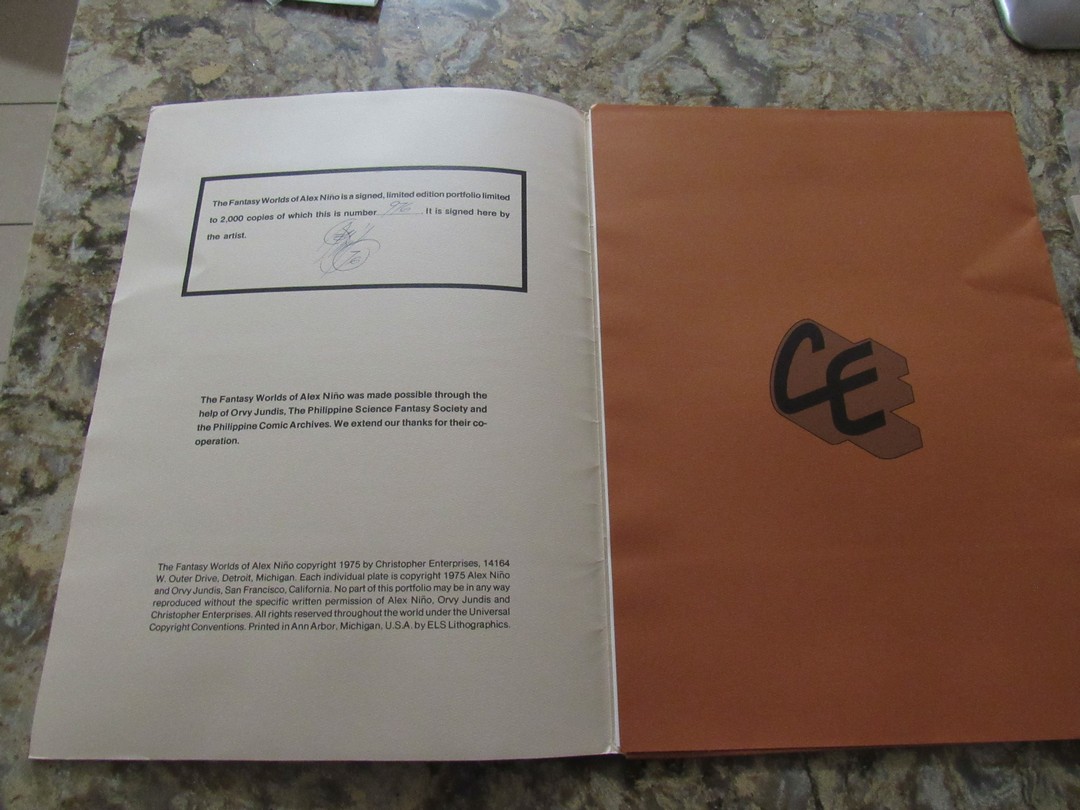 The Fantasy Worlds of Alex Niño is a signed, limited edition portfolio limited
to 2,000 copies of which this is number 976. It is signed here by
the artist.
The Fantasy Worlds of Alex Niño was made possible through the
help of Orvy Jundis, The Philippine Science Fantasy Society and
the Philippine Comic Archives. We extend our thanks for their co-
operation.
The Fantasy Worlds of Alex Niño copyright 1975 by Christopher Enterprises, 14164
W. Outer Drive, Detroit, Michigan. Each individual plate is copyright 1975 Alex Niño
and Orvy Jundis, San Francisco, California. No part of this portfolio may be in any way
reproduced without the specific written permission of Alex Niño, Orvy Jundis and
Christopher Enterprises. All rights reserved throughout the world under the Universal
Copyright Conventions. Printed in Ann Arbor, Michigan, U.S.A. by ELS Lithographics.
CE